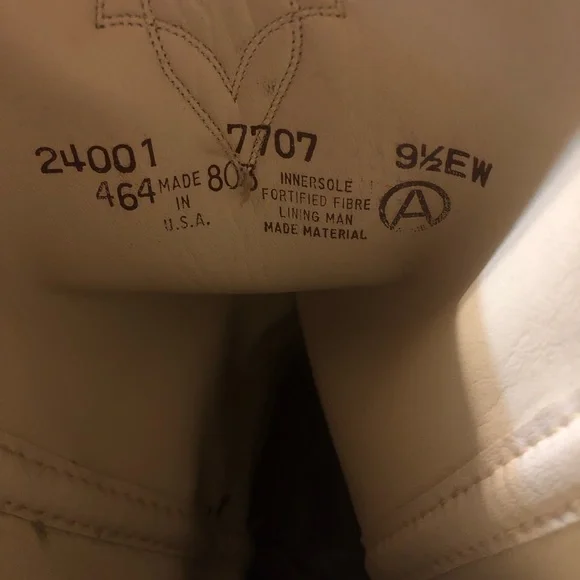 24001 7707 9½EW
464 MADE IN U.S.A. 803
INNERSOLE
FORTIFIED FIBRE
LINING MAN
MADE MATERIAL
A